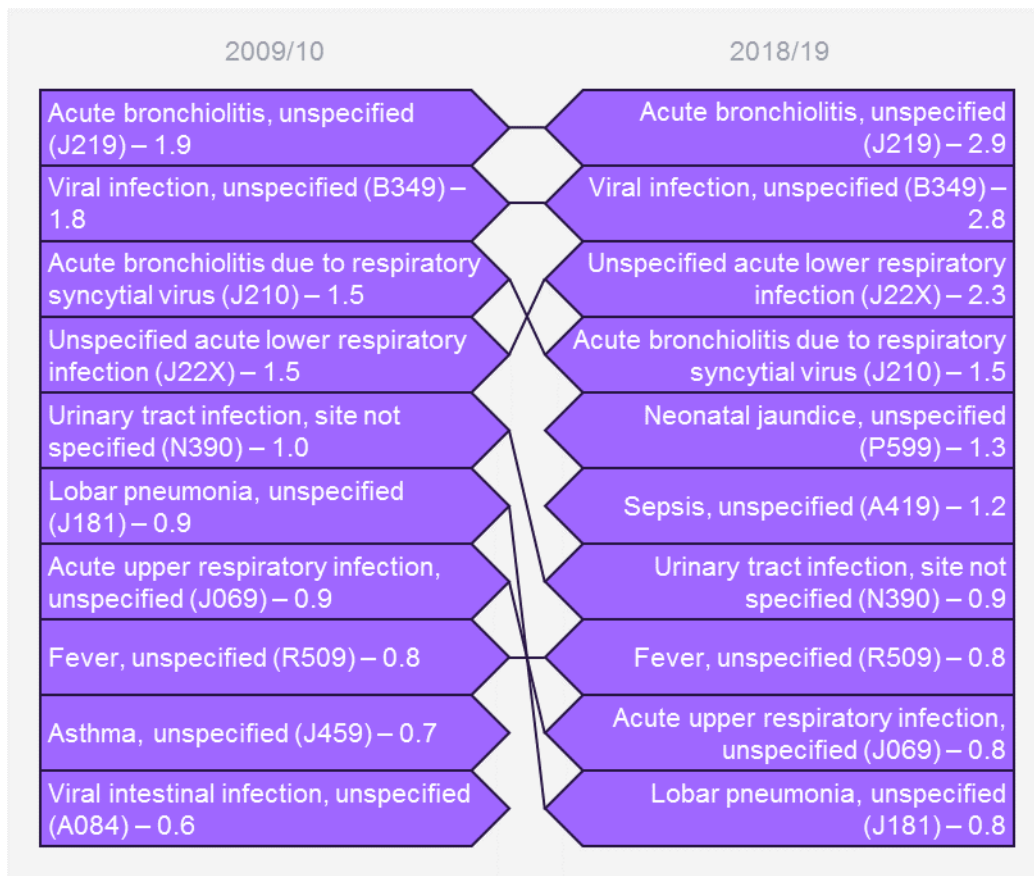 2009/10
2018/19
Acute bronchiolitis, unspecified
(J219) – 1.9
Viral infection, unspecified (B349) –
1.8
Acute bronchiolitis due to respiratory
syncytial virus (J210) – 1.5
Unspecified acute lower respiratory
infection (J22X) – 1.5
Urinary tract infection, site not
specified (N390) – 1.0
Lobar pneumonia, unspecified
(J181) – 0.9
Acute upper respiratory infection,
unspecified (J069) – 0.9
Fever, unspecified (R509) – 0.8
Asthma, unspecified (J459) – 0.7
Viral intestinal infection, unspecified
(A084) – 0.6
Acute bronchiolitis, unspecified
(J219) – 2.9
Viral infection, unspecified (B349) –
2.8
Unspecified acute lower respiratory
infection (J22X) – 2.3
Acute bronchiolitis due to respiratory
syncytial virus (J210) – 1.5
Neonatal jaundice, unspecified
(P599) – 1.3
Sepsis, unspecified (A419) – 1.2
Urinary tract infection, site not
specified (N390) – 0.9
Fever, unspecified (R509) – 0.8
Acute upper respiratory infection,
unspecified (J069) – 0.8
Lobar pneumonia, unspecified
(J181) – 0.8